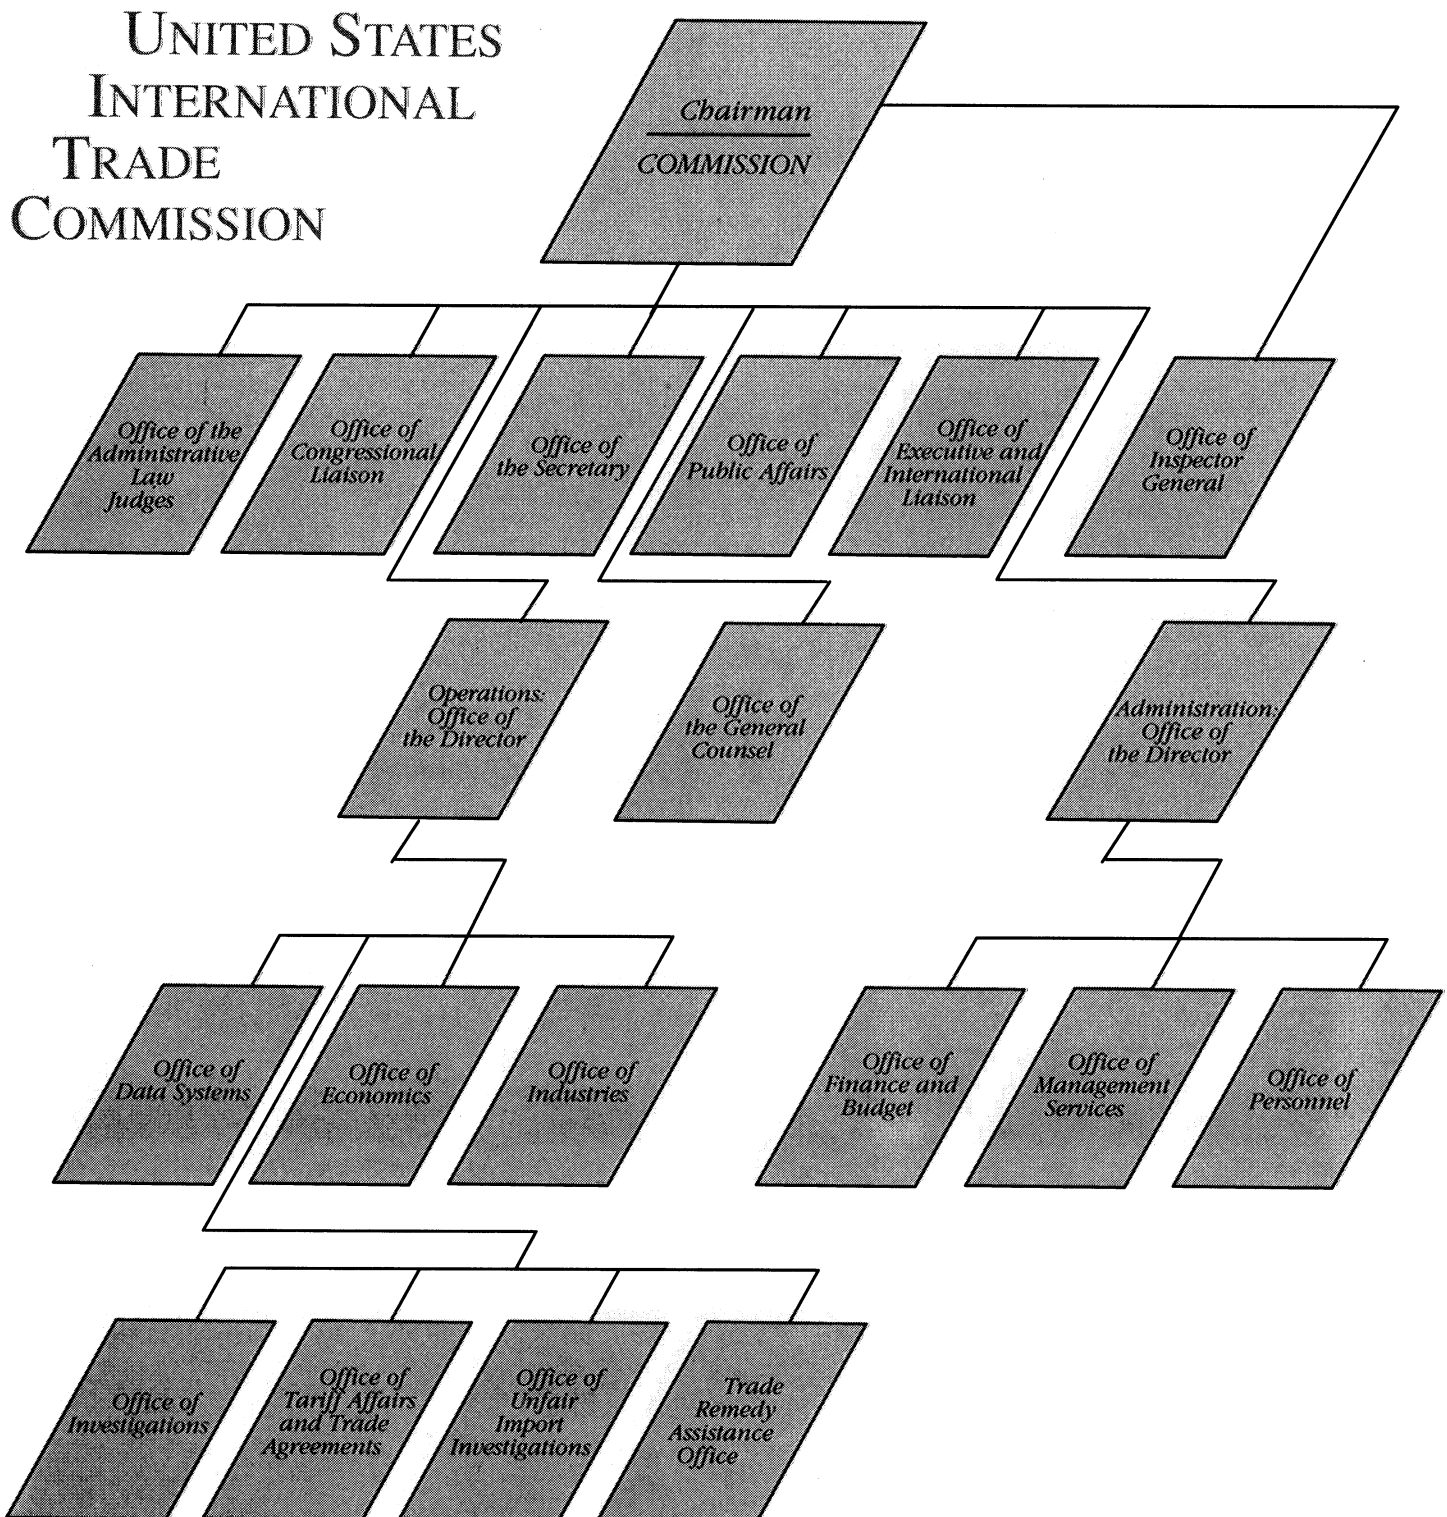 UNITED STATES
INTERNATIONAL
TRADE
COMMISSION
Chairman
COMMISSION
Office of the
Administrative
Law
Judges
Office of
Congressional
Liaison
Office of
the Secretary
Office of
Public Affairs
Office of
Executive and
International
Liaison
Office of
Inspector
General
Operations:
Office of
the Director
Office of
the General
Counsel
Administration:
Office of
the Director
Office of
Data Systems
Office of
Economics
Office of
Industries
Office of
Finance and
Budget
Office of
Management
Services
Office of
Personnel
Office of
Investigations
Office of
Tariff Affairs
and Trade
Agreements
Office of
Unfair
Import
Investigations
Trade
Remedy
Assistance
Office